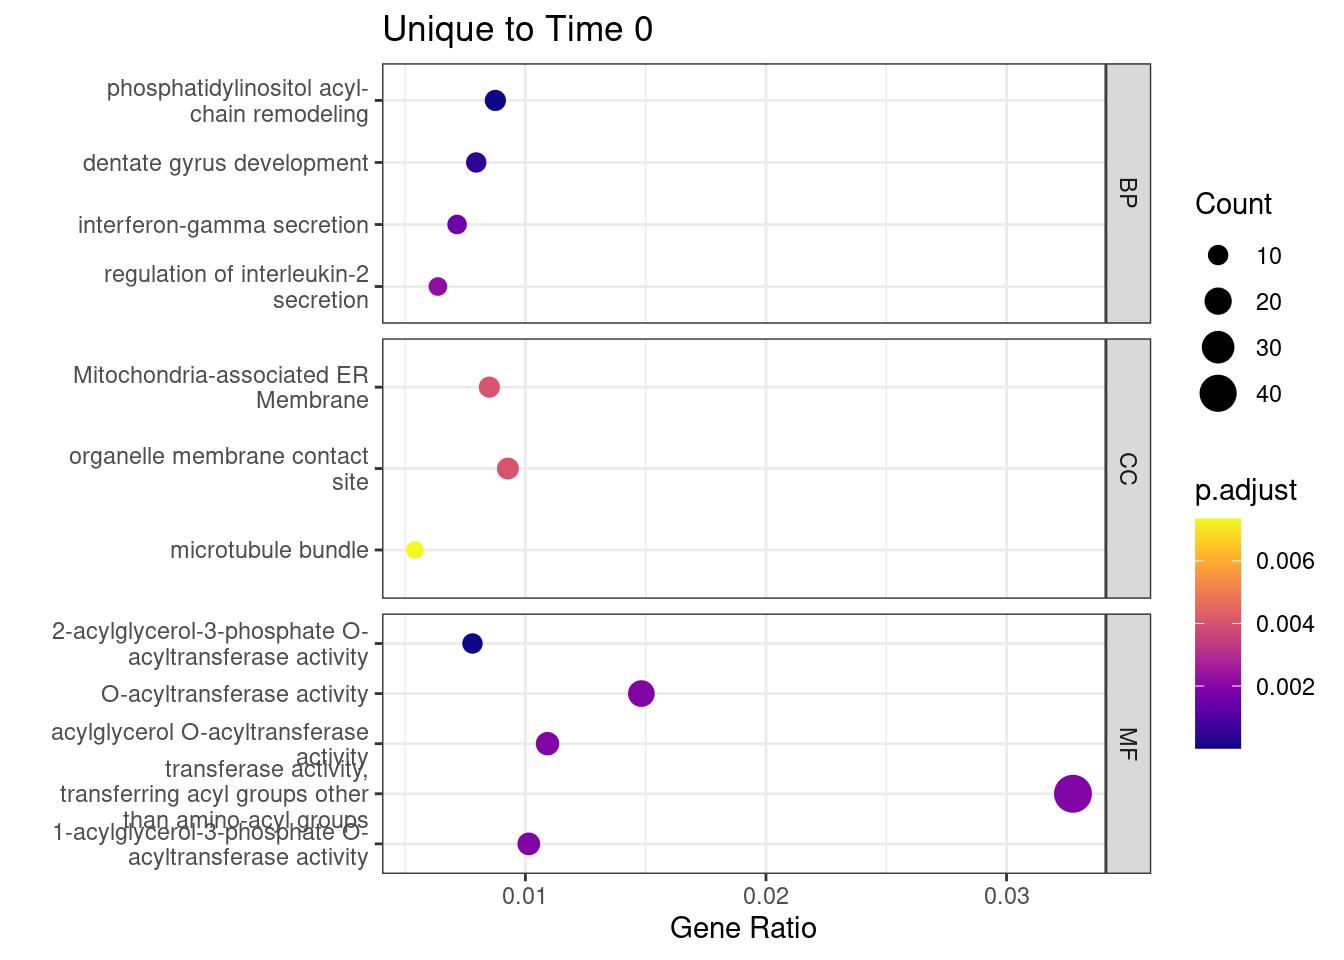 Unique to Time 0
phosphatidylinositol acyl-
chain remodeling
dentate gyrus development
interferon-gamma secretion
regulation of interleukin-2
secretion
BP
Mitochondria-associated ER
Membrane
organelle membrane contact
site
microtubule bundle
CC
2-acylglycerol-3-phosphate O-
acyltransferase activity
O-acyltransferase activity
acylglycerol O-acyltransferase
activity
transferase activity,
transferring acyl groups other
than amino-acyl groups
1-acylglycerol-3-phosphate O-
acyltransferase activity
MF
0.01
0.02
0.03
Gene Ratio
Count
10
20
30
40
p.adjust
0.006
0.004
0.002